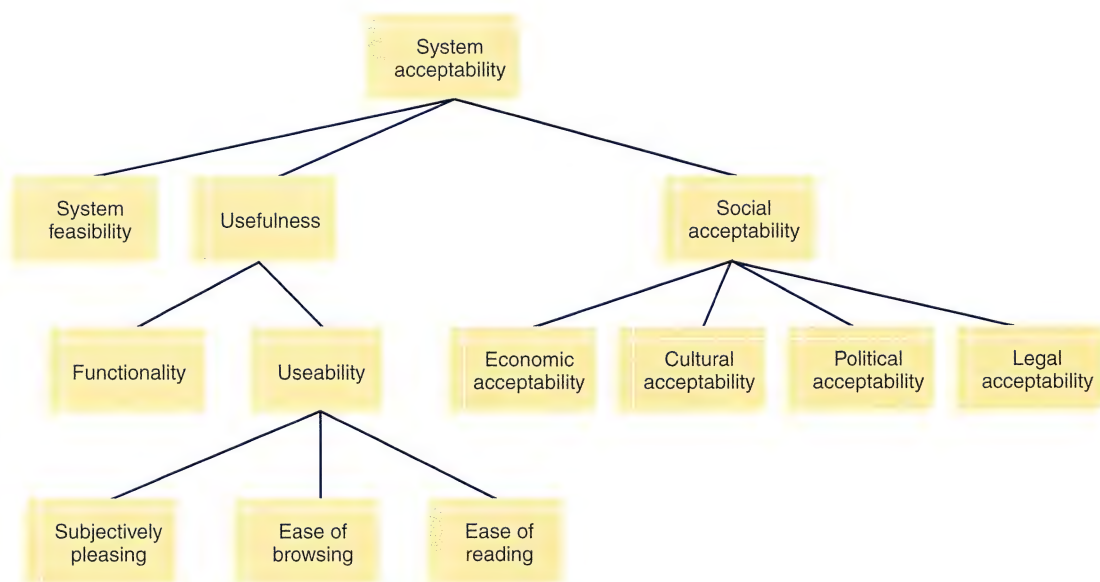 System
acceptability
System
feasibility
Usefulness
Social
acceptability
Functionality
Useability
Economic
acceptability
Cultural
acceptability
Political
acceptability
Legal
acceptability
Subjectively
pleasing
Ease of
browsing
Ease of
reading